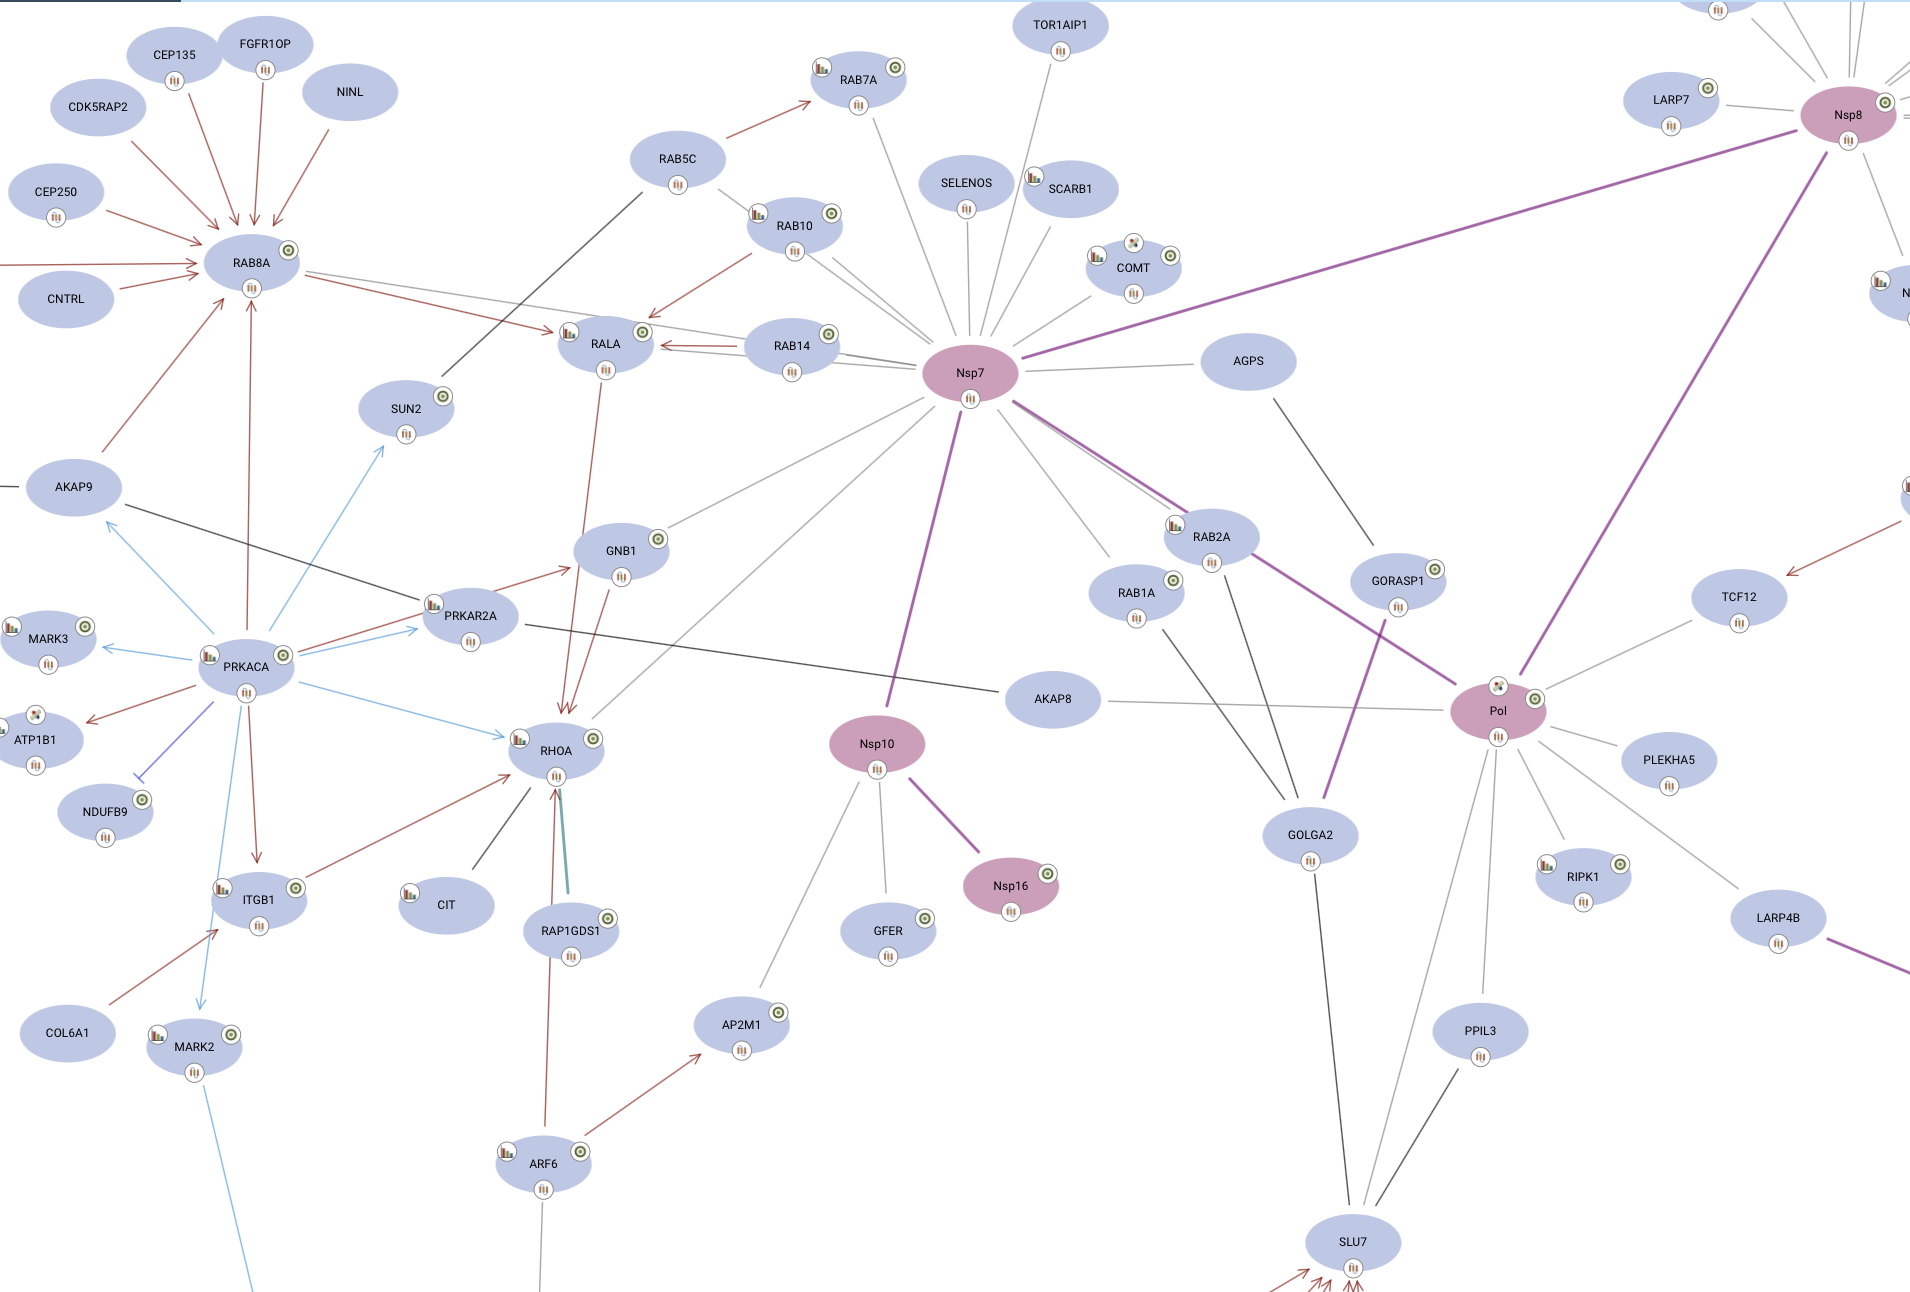 TOR1AIP1
FGFR1OP
CEP135
RAB7A
NINL
LARP7
CDK5RAP2
Nsp8
RAB5C
SELENOS
SCARB1
CEP250
RAB10
RAB8A
COMT
N
CNTRL
RALA
RAB14
AGPS
Nsp7
SUN2
AKAP9
RAB2A
GNB1
GORASP1
RAB1A
TCF12
PRKAR2A
MARK3
PRKACA
AKAP8
Pol
ATP1B1
Nsp10
RHOA
PLEKHA5
NDUFB9
GOLGA2
RIPK1
Nsp16
ITGB1
CIT
LARP4B
RAP1GDS1
GFER
AP2M1
PPIL3
COL6A1
MARK2
ARF6
SLU7